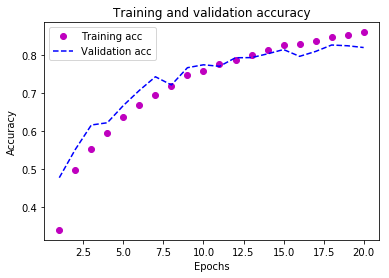 Training and validation accuracy
Training acc
Validation acc
Accuracy
0.8
0.7
0.6
0.5
0.4
2.5 5.0 7.5 10.0 12.5 15.0 17.5 20.0
Epochs